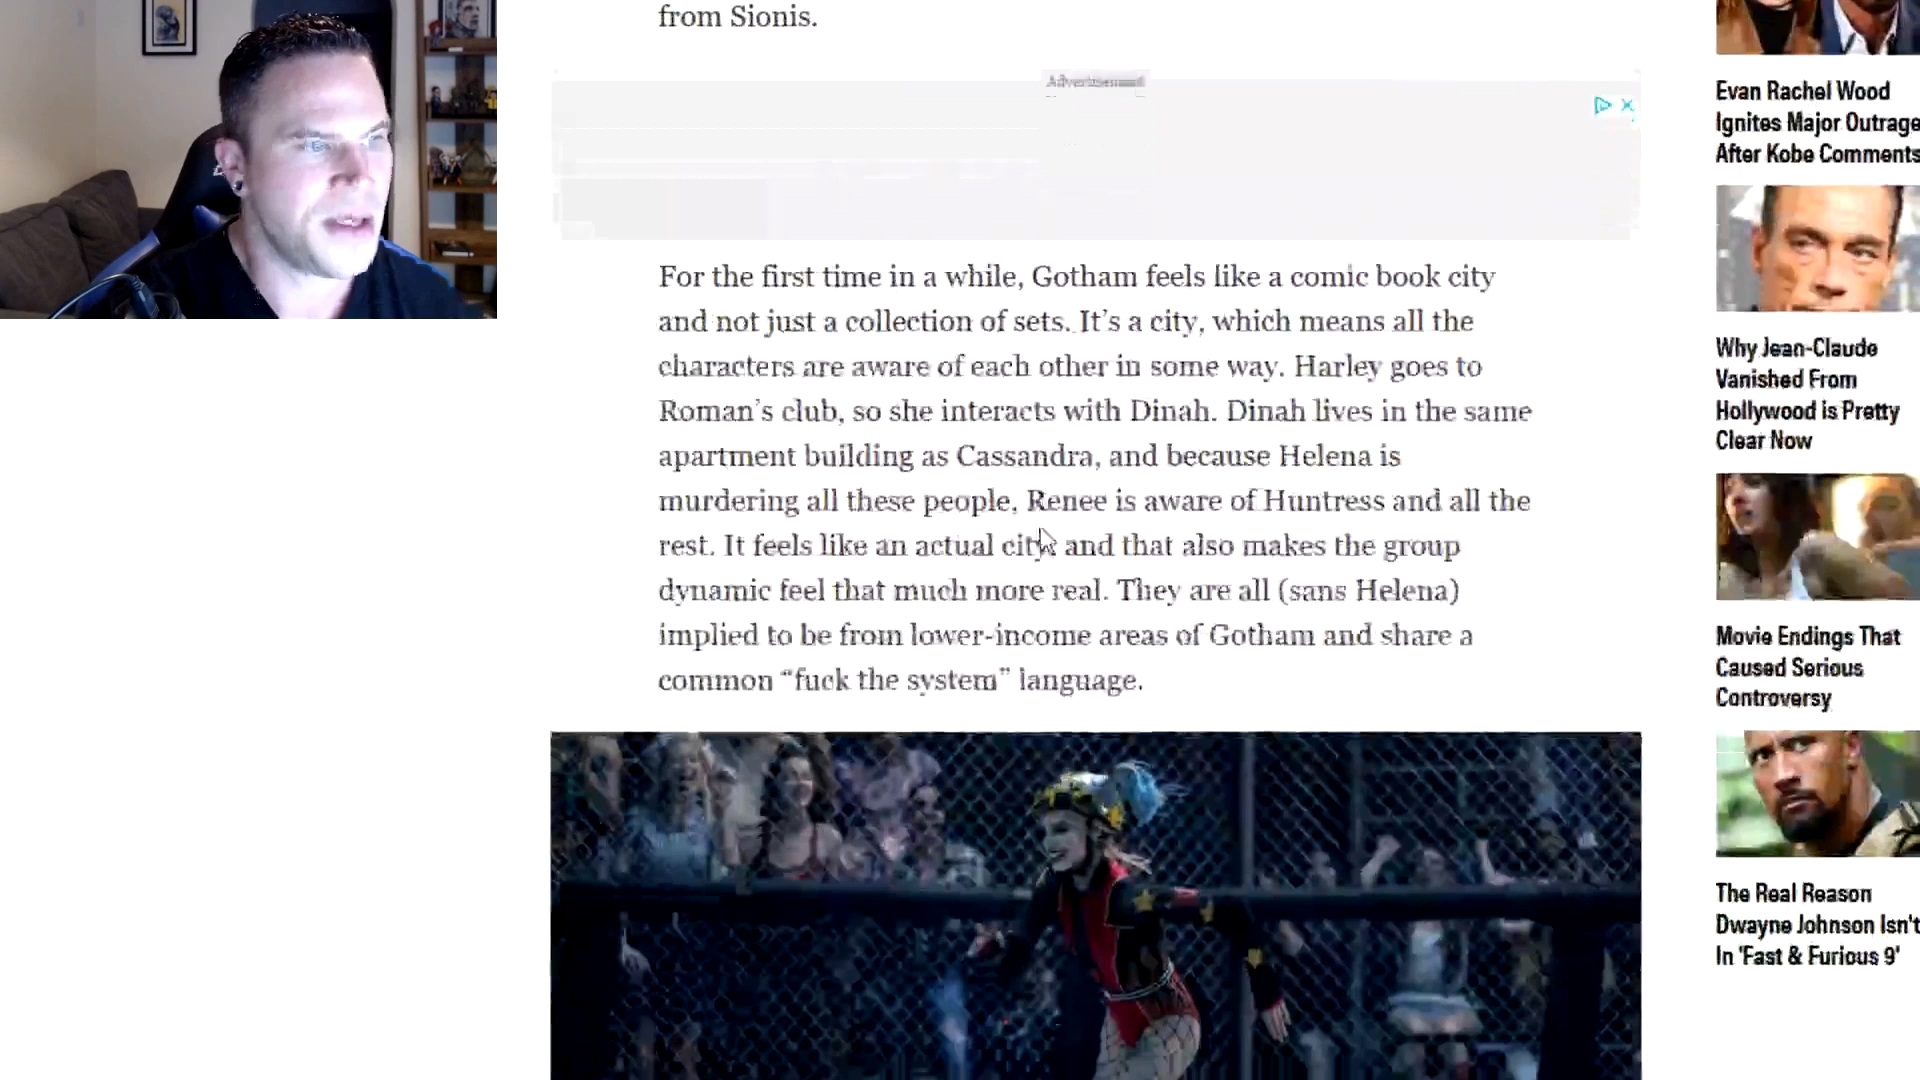 from Sionis.
Advertisement
For the first time in a while, Gotham feels like a comic book city
and not just a collection of sets. It's a city, which means all the
characters are aware of each other in some way. Harley goes to
Roman's club, so she interacts with Dinah. Dinah lives in the same
apartment building as Cassandra, and because Helena is
murdering all these people, Renee is aware of Huntress and all the
rest. It feels like an actual city, and that also makes the group
dynamic feel that much more real. They are all (sans Helena)
implied to be from lower-income areas of Gotham and share a
common “fuck the system” language.
Evan Rachel Wood
Ignites Major Outrage
After Kobe Comments
Why Jean-Claude
Vanished From
Hollywood is Pretty
Clear Now
Movie Endings That
Caused Serious
Controversy
The Real Reason
Dwayne Johnson Isn't
In 'Fast & Furious 9'